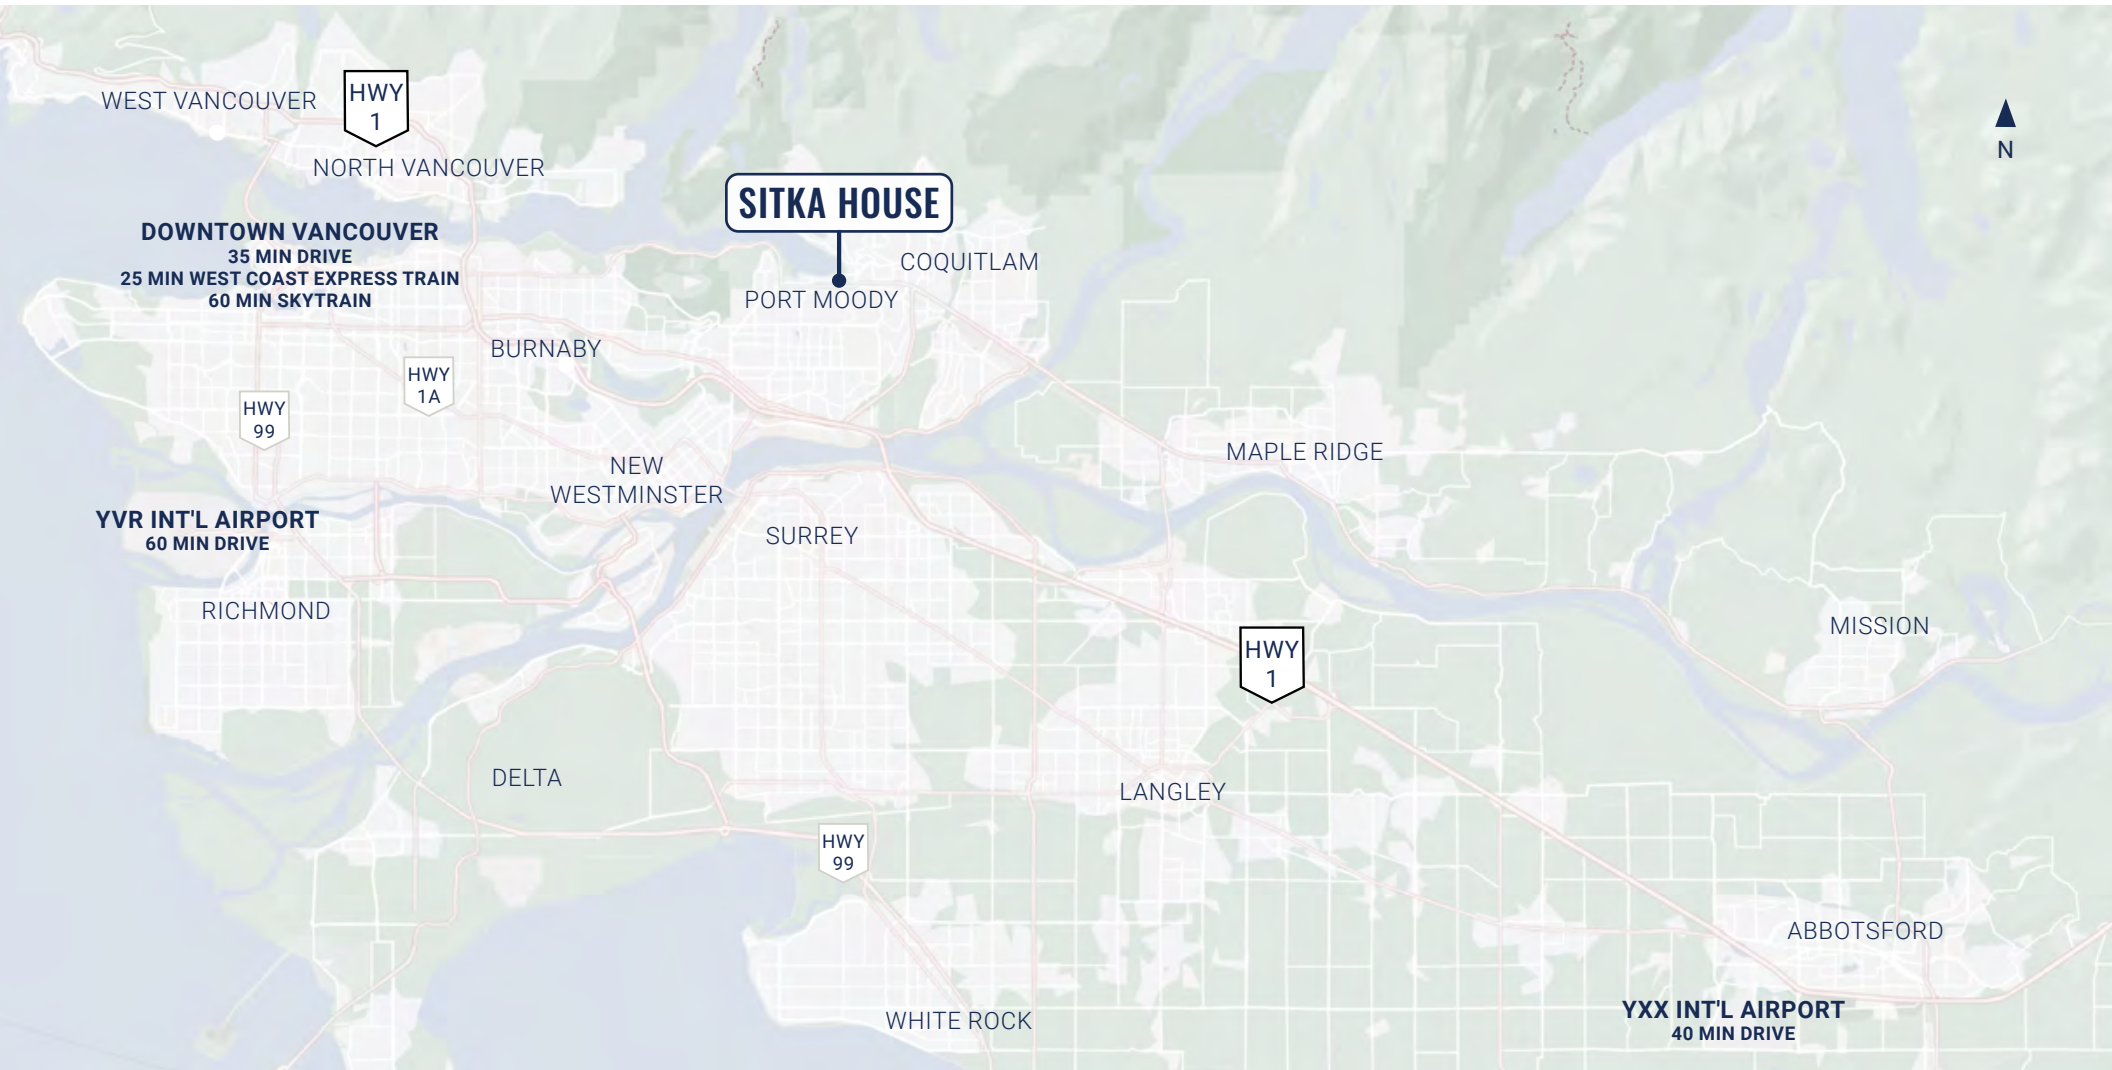 WEST VANCOUVER
HWY
1
N
NORTH VANCOUVER
SITKA HOUSE
DOWNTOWN VANCOUVER
35 MIN DRIVE
25 MIN WEST COAST EXPRESS TRAIN
60 MIN SKYTRAIN
COQUITLAM
PORT MOODY
BURNABY
HWY
1A
HWY
99
NEW
WESTMINSTER
MAPLE RIDGE
YVR INT'L AIRPORT
60 MIN DRIVE
SURREY
RICHMOND
HWY
1
MISSION
DELTA
LANGLEY
HWY
99
ABBOTSFORD
WHITE ROCK
YXX INT'L AIRPORT
40 MIN DRIVE